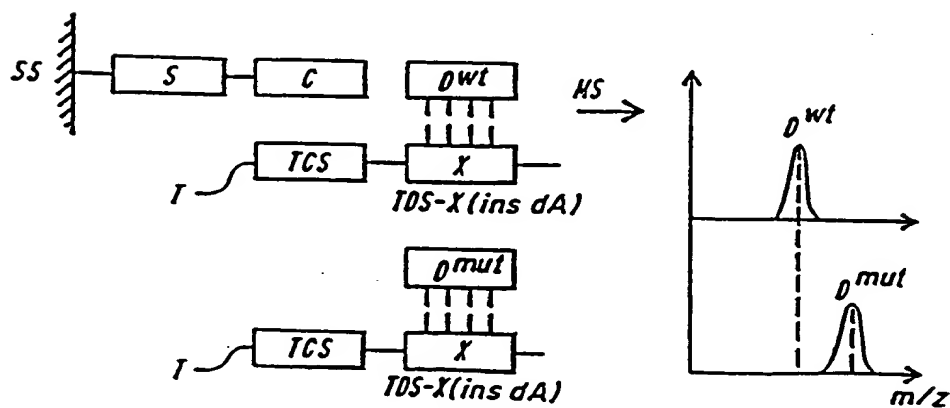 SS S C D^wt MS
T TCS X
TDS-X (ins dA)
D^mut
T TCS X
TDS-X (ins dA)
D^wt
D^mut
m/z